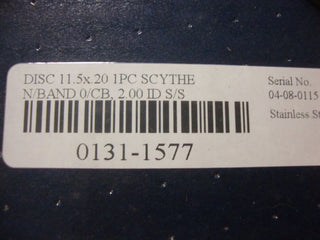 DISC 11.5x.20 1PC SCYTHE
N/BAND 0/CB, 2.00 ID S/S
0131-1577
Serial No.
04-08-0115
Stainless St